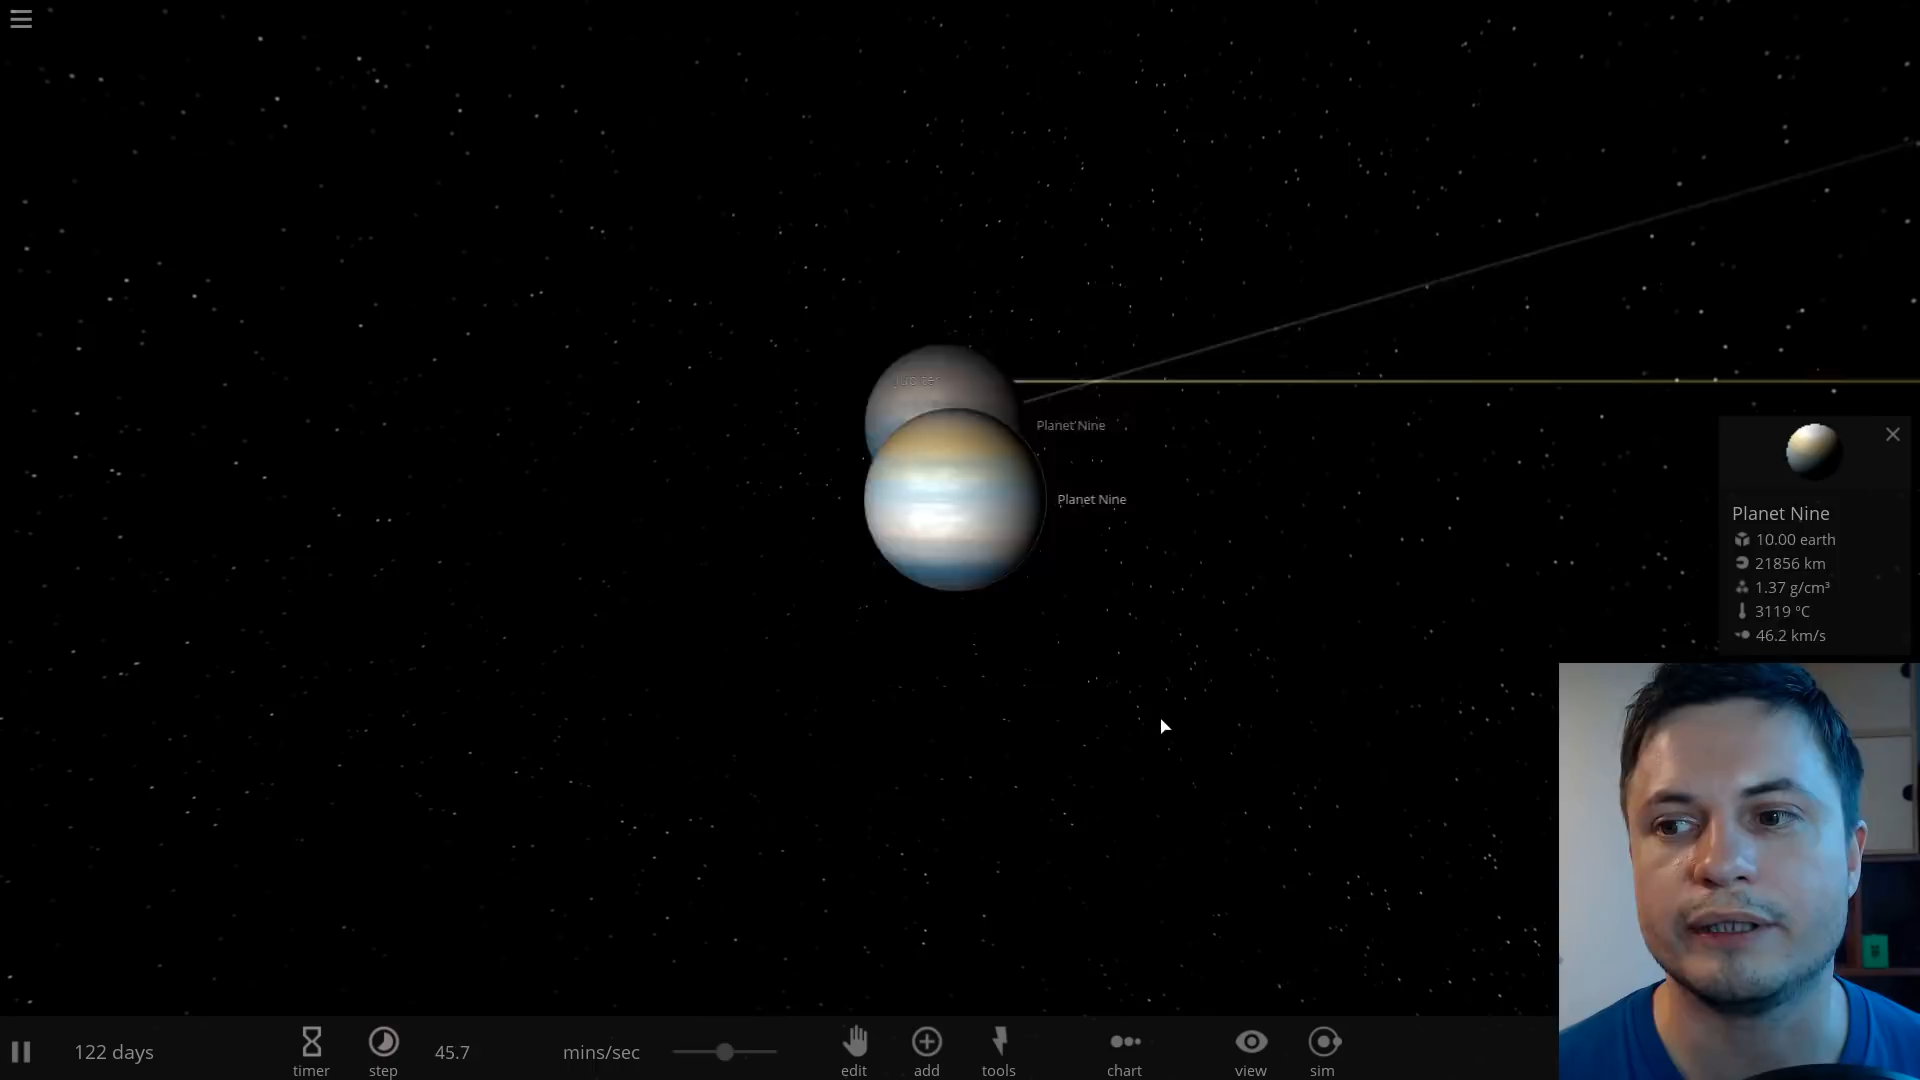 Jupiter
Planet Nine
Planet Nine
Planet Nine
10.00 earth
21856 km
1.37 g/cm³
3119 °C
46.2 km/s
122 days
timer
step
45.7
mins/sec
edit
add
tools
chart
view
sim